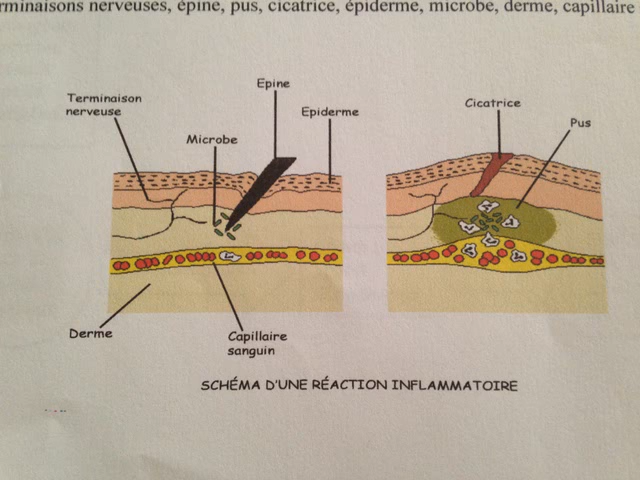 nerveuses, épine, pus, cicatrice, épiderme, microbe, derme, capillaire
Epine
Terminaison
nerveuse
Epiderme
Cicatrice
Pus
Microbe
Derme
Capillaire
sanguin
SCHÉMA D'UNE RÉACTION INFLAMMATOIRE